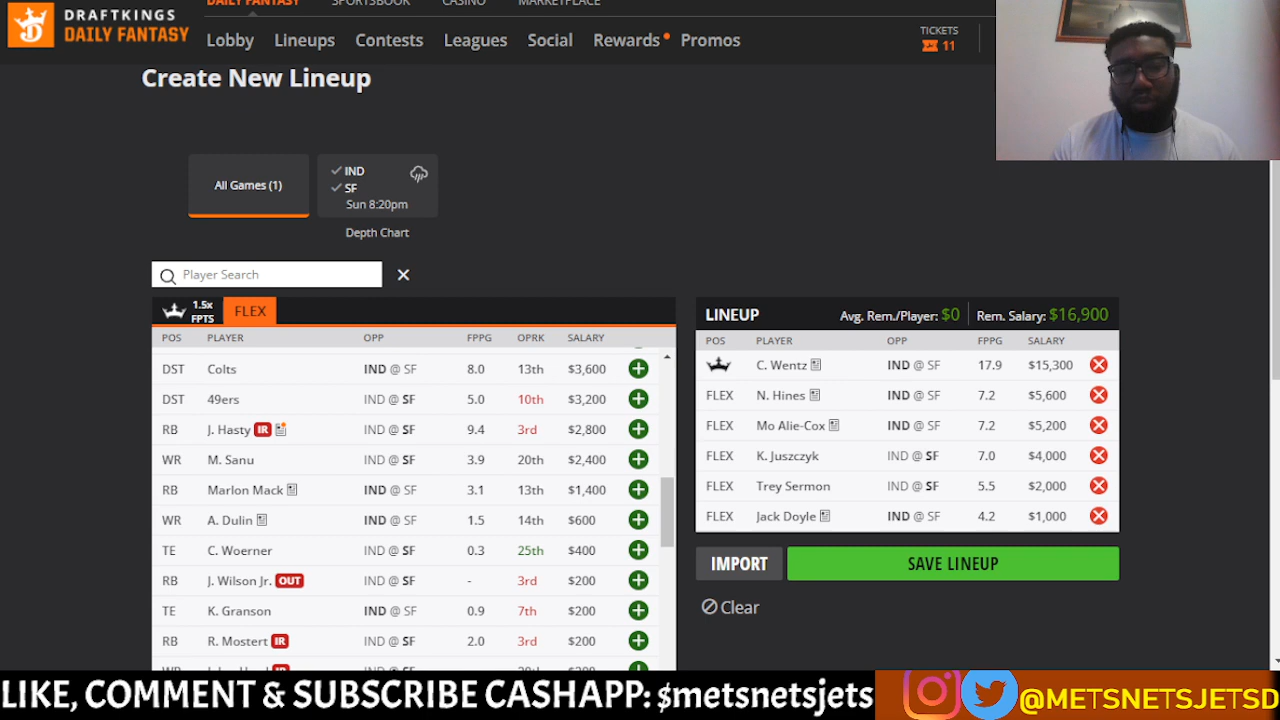 DRAFTKINGS
DAILY FANTASY
DAILY FANTASY SPORTSBOOK CASINO MARKETPLACE
Lobby Lineups Contests Leagues Social Rewards Promos
TICKETS
11
Create New Lineup
All Games (1)
IND
SF
Sun 8:20pm
Depth Chart
Player Search
1.5x
FPTS
FLEX
POS PLAYER OPP FPPG OPRK SALARY
DST Colts IND @ SF 8.0 13th $3,600
DST 49ers IND @ SF 5.0 10th $3,200
RB J. Hasty IR IND @ SF 9.4 3rd $2,800
WR M. Sanu IND @ SF 3.9 20th $2,400
RB Marlon Mack IND @ SF 3.1 13th $1,400
WR A. Dulin IND @ SF 1.5 14th $600
TE C. Woerner IND @ SF 0.3 25th $400
RB J. Wilson Jr. OUT IND @ SF - 3rd $200
TE K. Granson IND @ SF 0.9 7th $200
RB R. Mostert IR IND @ SF 2.0 3rd $200
LINEUP Avg. Rem./Player: $0 Rem. Salary: $16,900
POS PLAYER OPP FPPG SALARY
C. Wentz IND @ SF 17.9 $15,300
FLEX N. Hines IND @ SF 7.2 $5,600
FLEX Mo Alie-Cox IND @ SF 7.2 $5,200
FLEX K. Juszczyk IND @ SF 7.0 $4,000
FLEX Trey Sermon IND @ SF 5.5 $2,000
FLEX Jack Doyle IND @ SF 4.2 $1,000
IMPORT SAVE LINEUP
Clear
LIKE, COMMENT & SUBSCRIBE CASHAPP: $metsnetsjets
@METSNETSJETSD